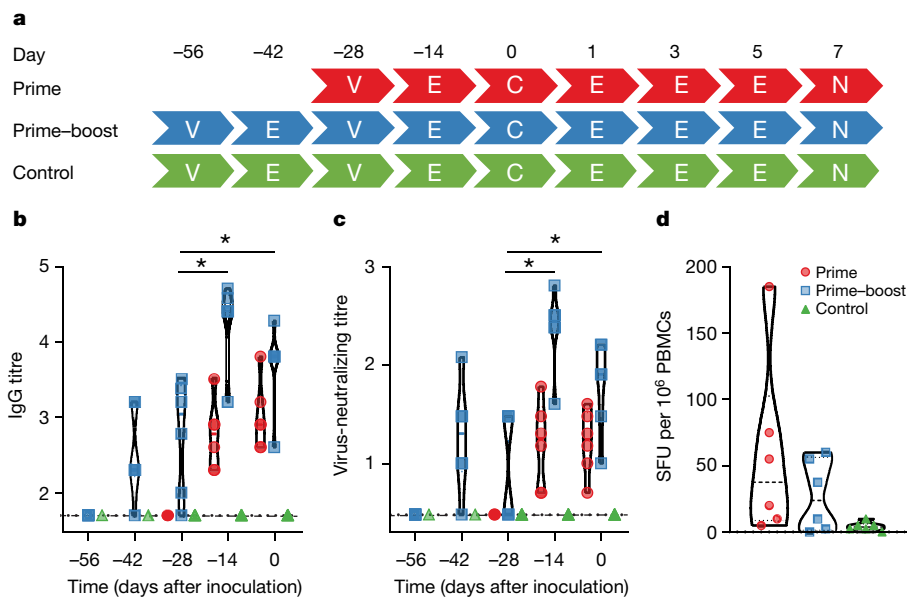 a
Day –56 –42 –28 –14 0 1 3 5 7
Prime V E C E E E N
Prime–boost V E V E C E E E N
Control V E V E C E E E N
b
* *
5
4
3
2
IgG titre
–56 –42 –28 –14 0
Time (days after inoculation)
c
* *
3
2
1
Virus-neutralizing titre
–56 –42 –28 –14 0
Time (days after inoculation)
d
200
150
100
50
0
SFU per 10⁶ PBMCs
Prime
Prime–boost
Control